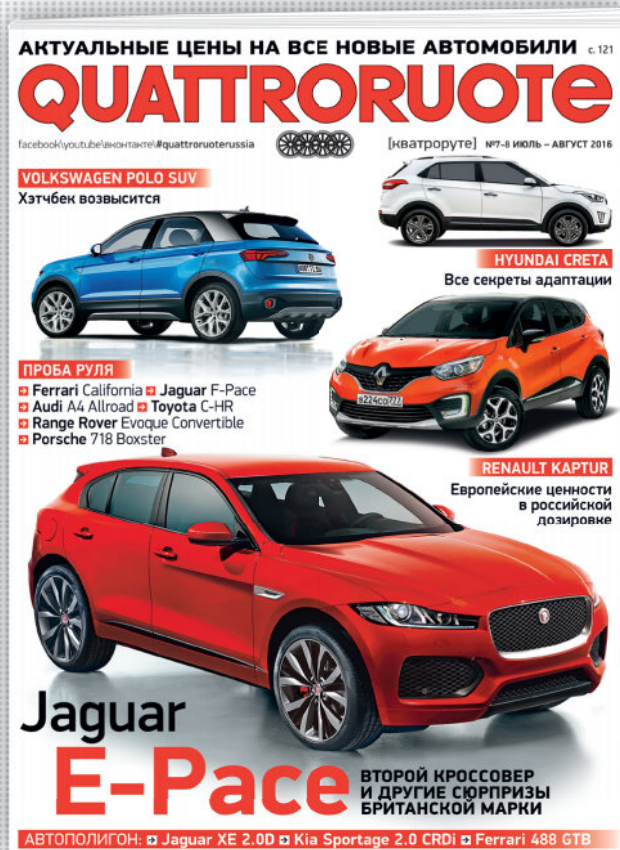 АКТУАЛЬНЫЕ ЦЕНЫ НА ВСЕ НОВЫЕ АВТОМОБИЛИ с. 121
QUATTRORUOTe
facebook\youtube\вконтакте\#quattroruoterussia
[кватроруте] №7-8 ИЮЛЬ – АВГУСТ 2016
VOLKSWAGEN POLO SUV
Хэтчбек возвысится
HYUNDAI CRETA
Все секреты адаптации
ПРОБА РУЛЯ
Ferrari California Jaguar F-Pace
Audi A4 Allroad Toyota C-HR
Range Rover Evoque Convertible
Porsche 718 Boxster
в224со777
RENAULT KAPTUR
Европейские ценности
в российской
дозировке
Jaguar
E-Pace
ВТОРОЙ КРОССОВЕР
И ДРУГИЕ СЮРПРИЗЫ
БРИТАНСКОЙ МАРКИ
АВТОПОЛИГОН: Jaguar XE 2.0D Kia Sportage 2.0 CRDi Ferrari 488 GTB